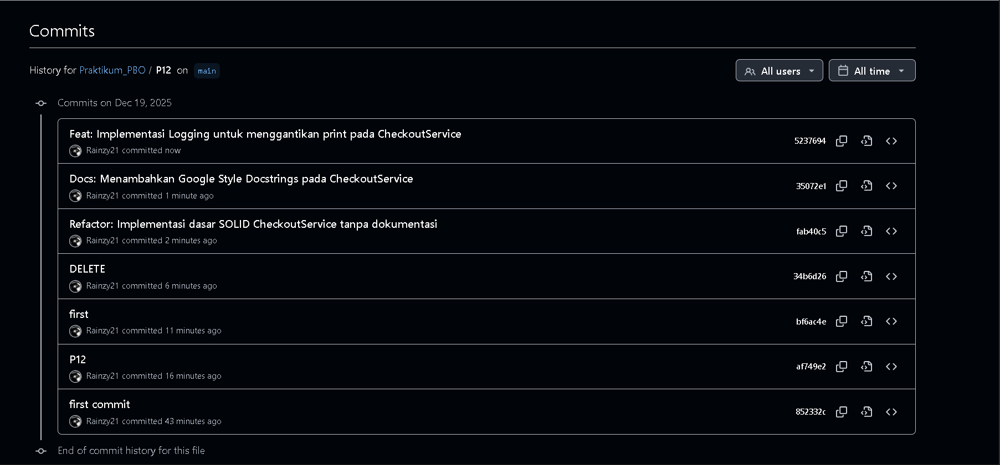 Commits
History for Praktikum_PBO / P12 on main
All users
All time
Commits on Dec 19, 2025
Feat: Implementasi Logging untuk menggantikan print pada CheckoutService
Rainzy21 committed now
5237694
Docs: Menambahkan Google Style Docstrings pada CheckoutService
Rainzy21 committed 1 minute ago
35072e1
Refactor: Implementasi dasar SOLID CheckoutService tanpa dokumentasi
Rainzy21 committed 2 minutes ago
fab40c5
DELETE
Rainzy21 committed 6 minutes ago
34b6d26
first
Rainzy21 committed 11 minutes ago
bf6ac4e
P12
Rainzy21 committed 16 minutes ago
af749e2
first commit
Rainzy21 committed 43 minutes ago
852332c
End of commit history for this file